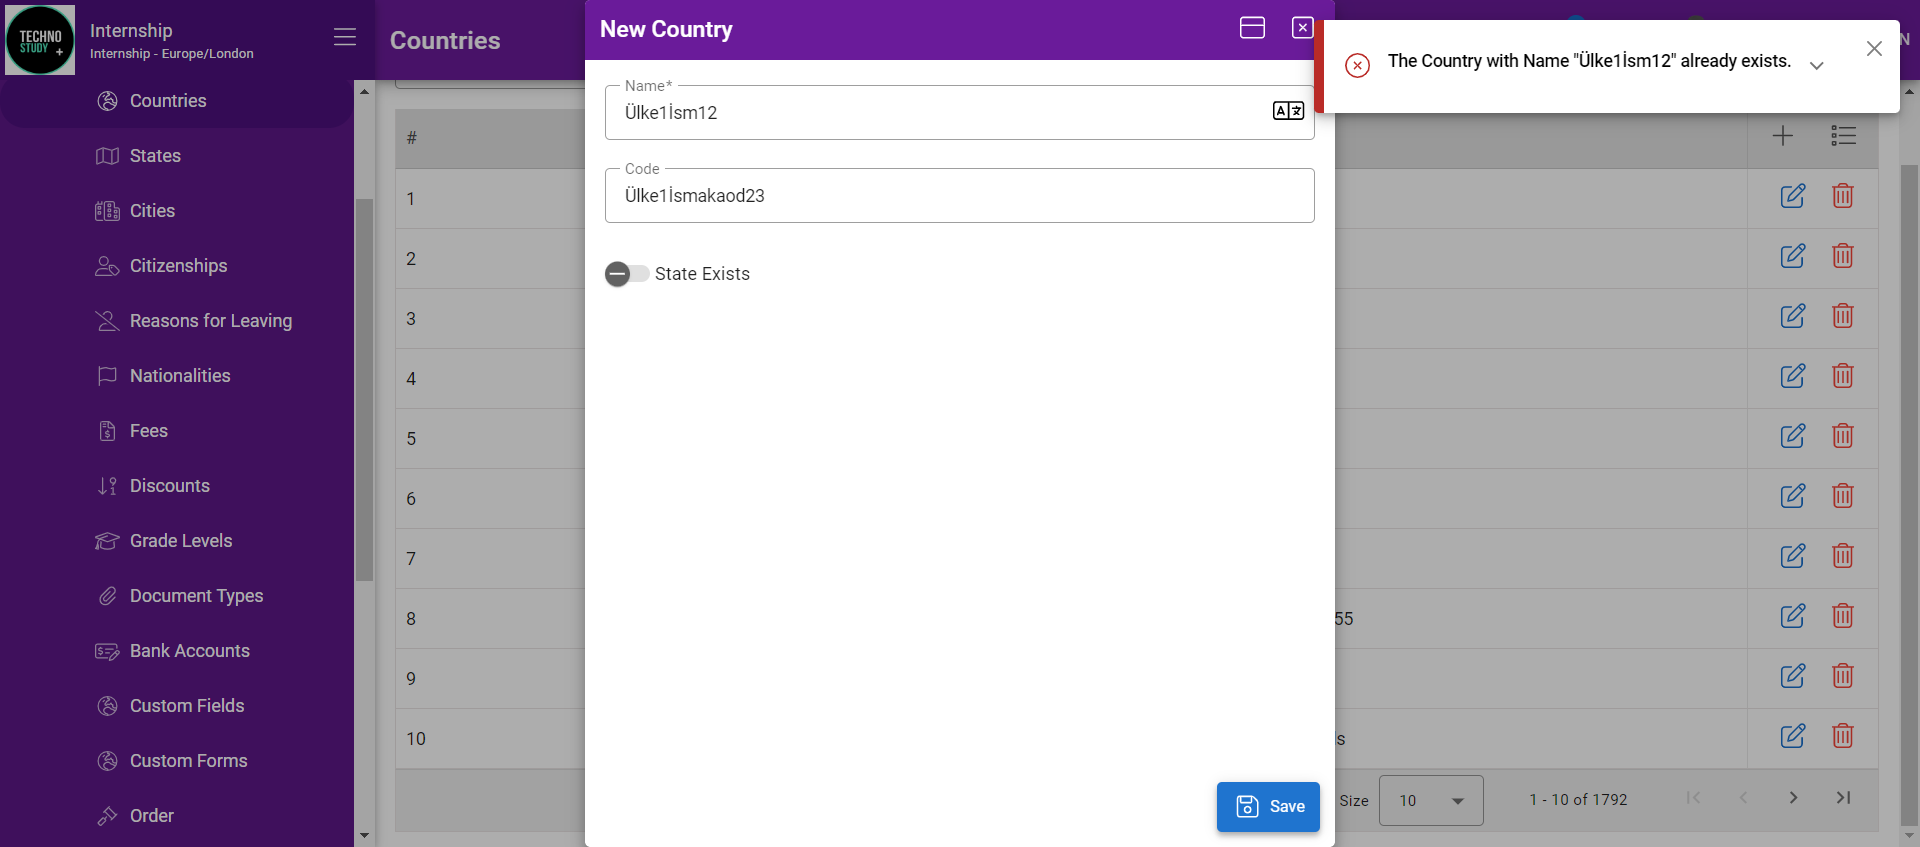 TECHNO
STUDY
Internship
Internship - Europe/London
Countries
States
Cities
Citizenships
Reasons for Leaving
Nationalities
Fees
Discounts
Grade Levels
Document Types
Bank Accounts
Custom Fields
Custom Forms
Order
Countries
#
1
2
3
4
5
6
7
8
9
10
New Country
Name*
Ülke1İsm12
Code
Ülke1İsmakaod23
State Exists
Save
The Country with Name "Ülke1İsm12" already exists.
N
55
s
Size
10
1 - 10 of 1792